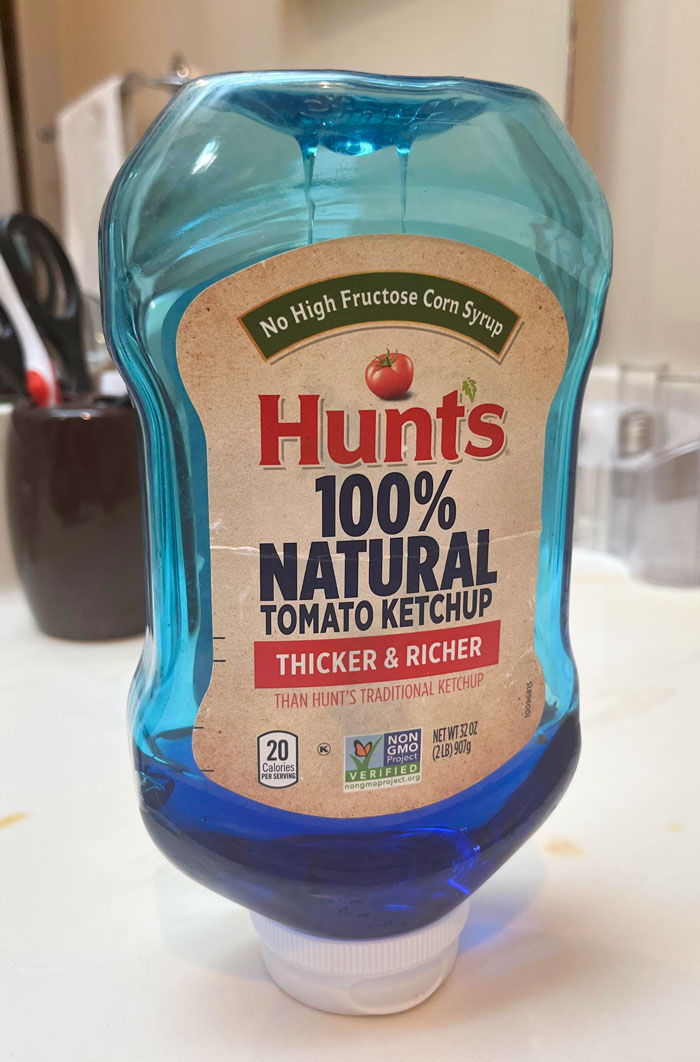 No High Fructose Corn Syrup
Hunt's
100%
NATURAL
TOMATO KETCHUP
THICKER & RICHER
THAN HUNT'S TRADITIONAL KETCHUP
20
Calories
PER SERVING
K
NON
GMO
Project
VERIFIED
nongmoproject.org
NET WT 32 OZ
(2 LB) 907g